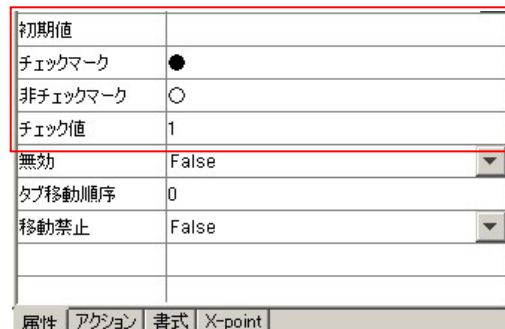 初期値
チェックマーク ●
非チェックマーク ○
チェック値 1
無効 False
タブ移動順序 0
移動禁止 False
属性 アクション 書式 X-point